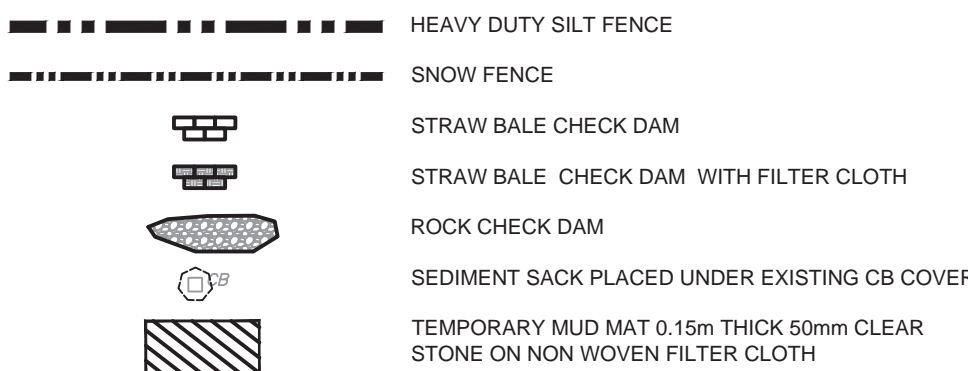 HEAVY DUTY SILT FENCE
SNOW FENCE
STRAW BALE CHECK DAM
STRAW BALE CHECK DAM WITH FILTER CLOTH
ROCK CHECK DAM
CB SEDIMENT SACK PLACED UNDER EXISTING CB COVER
TEMPORARY MUD MAT 0.15m THICK 50mm CLEAR
STONE ON NON WOVEN FILTER CLOTH